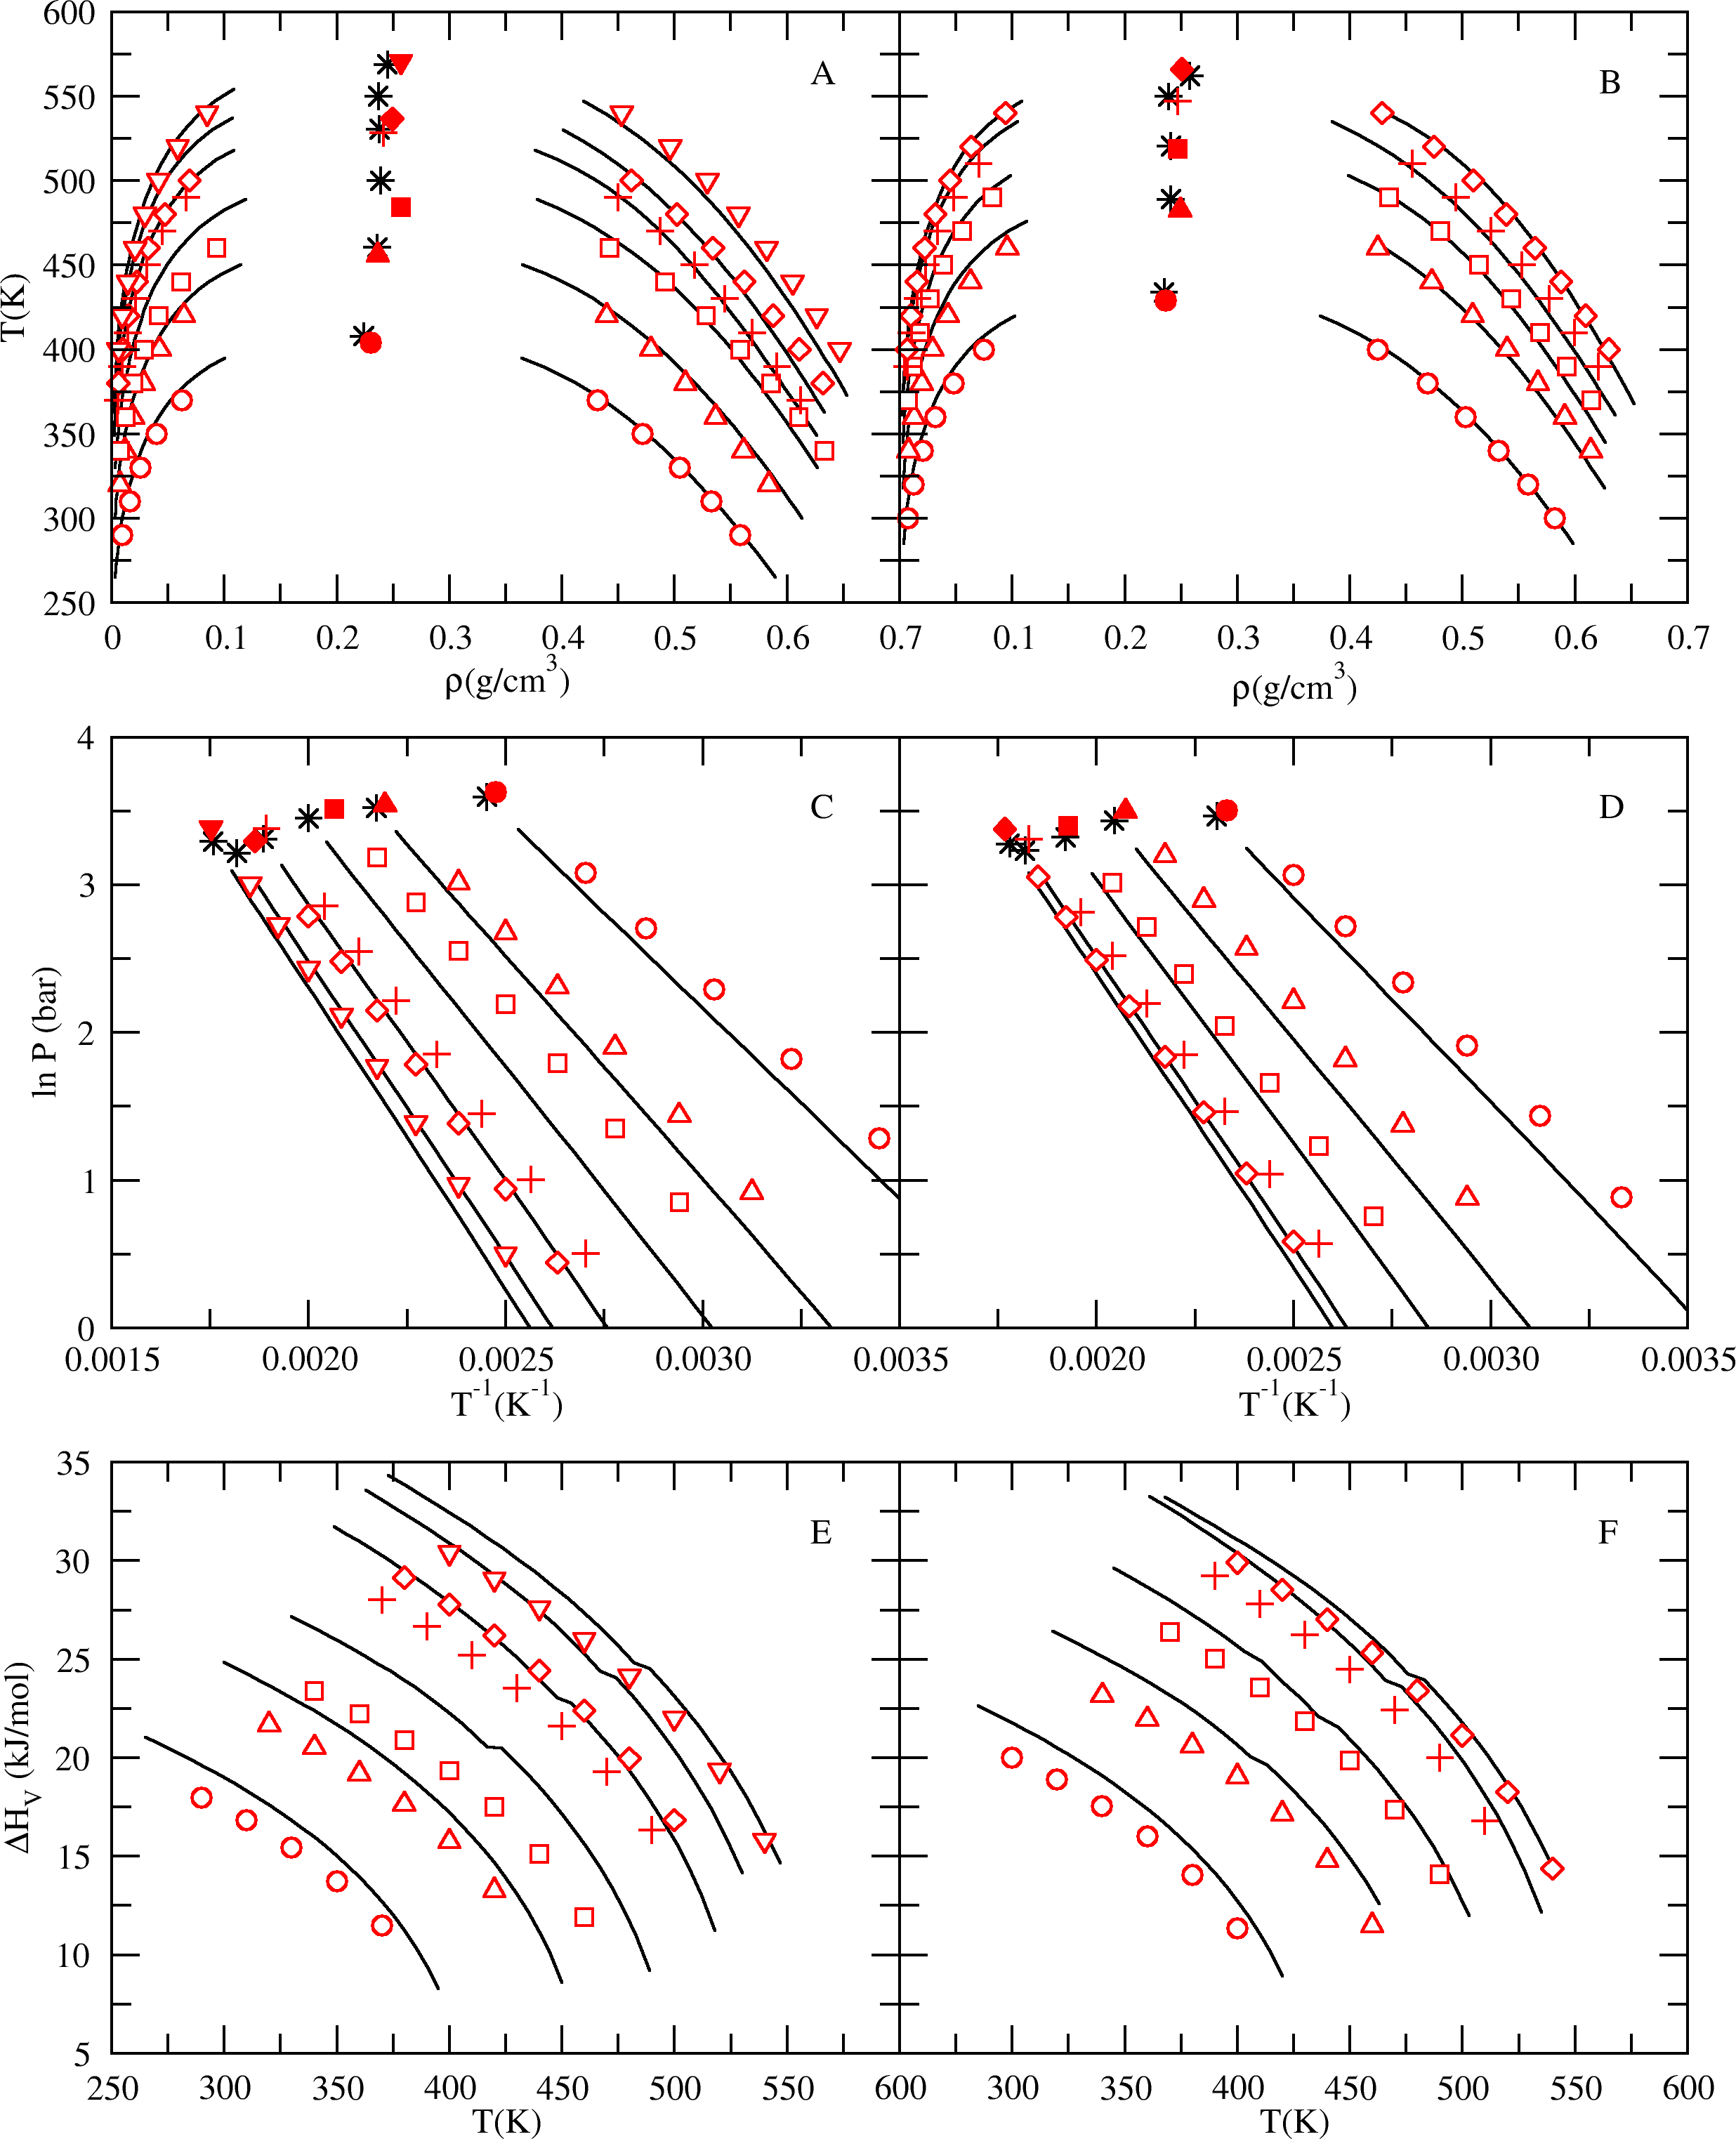 600
550
500
450
400
350
300
250
T(K)
A
B
0 0.1 0.2 0.3 0.4 0.5 0.6 0.7 0.1 0.2 0.3 0.4 0.5 0.6 0.7
ρ(g/cm³) ρ(g/cm³)
4
3
2
1
0
ln P (bar)
C
D
0.0015 0.0020 0.0025 0.0030 0.0035 0.0020 0.0025 0.0030 0.0035
T⁻¹(K⁻¹) T⁻¹(K⁻¹)
35
30
25
20
15
10
5
ΔH_V (kJ/mol)
E
F
250 300 350 400 450 500 550 600 300 350 400 450 500 550 600
T(K) T(K)